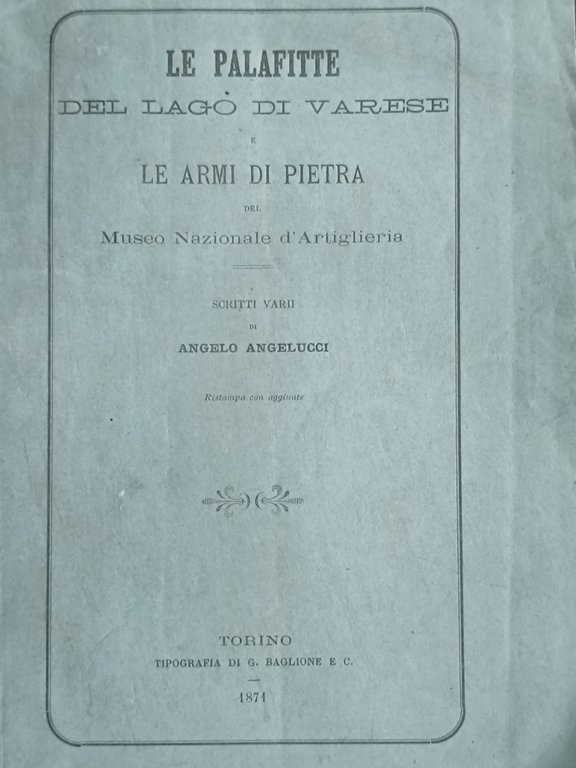 LE PALAFITTE
DEL LAGO DI VARESE
E
LE ARMI DI PIETRA
DEL
Museo Nazionale d'Artiglieria
SCRITTI VARII
DI
ANGELO ANGELUCCI
Ristampa con aggiunte
TORINO
TIPOGRAFIA DI G. BAGLIONE E C.
1871